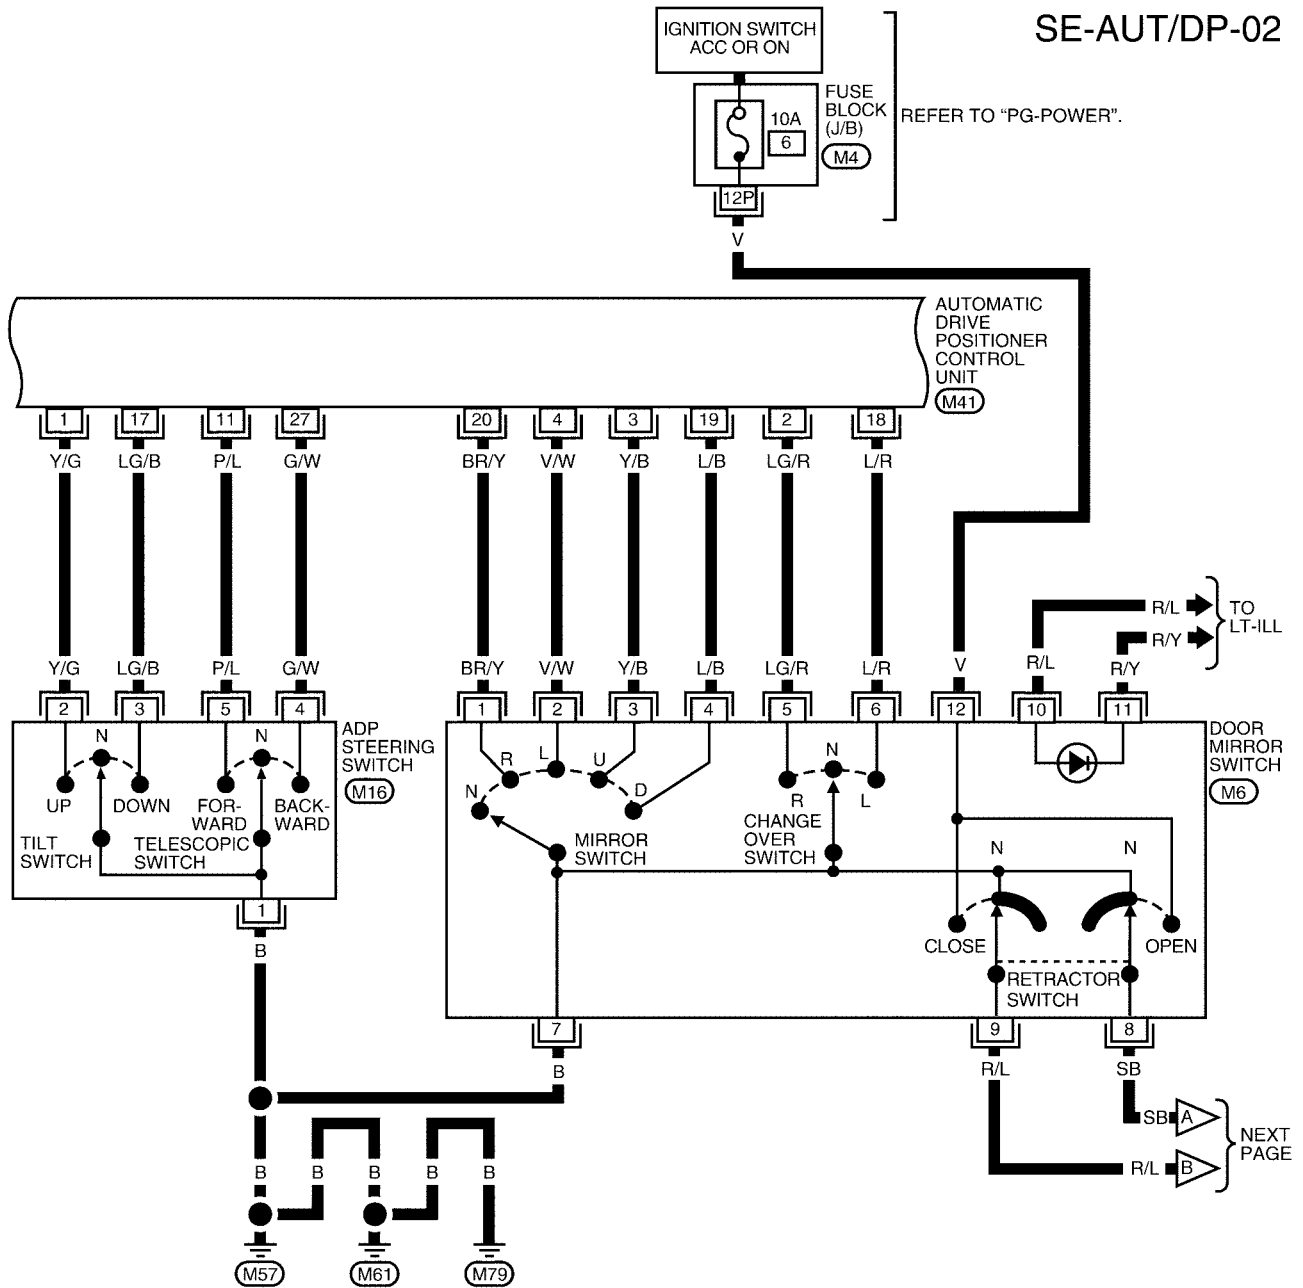 SE-AUT/DP-02
IGNITION SWITCH
ACC OR ON
FUSE
BLOCK
(J/B)
10A
6
M4
REFER TO “PG-POWER”.
12P
V
AUTOMATIC
DRIVE
POSITIONER
CONTROL
UNIT
M41
1 17 11 27 20 4 3 19 2 18
Y/G LG/B P/L G/W BR/Y V/W Y/B L/B LG/R L/R
R/L
R/Y
TO
LT-ILL
Y/G LG/B P/L G/W BR/Y V/W Y/B L/B LG/R L/R V R/L R/Y
2 3 5 4 1 2 3 4 5 6 12 10 11
ADP
STEERING
SWITCH
M16
N N
UP DOWN
FOR-
WARD
BACK-
WARD
TILT
SWITCH
TELESCOPIC
SWITCH
1
B
DOOR
MIRROR
SWITCH
M6
N R L U D
MIRROR
SWITCH
R N L
CHANGE
OVER
SWITCH
N N
CLOSE OPEN
RETRACTOR
SWITCH
7 9 8
B R/L SB
SB A
R/L B
NEXT
PAGE
B B B B B
M57 M61 M79